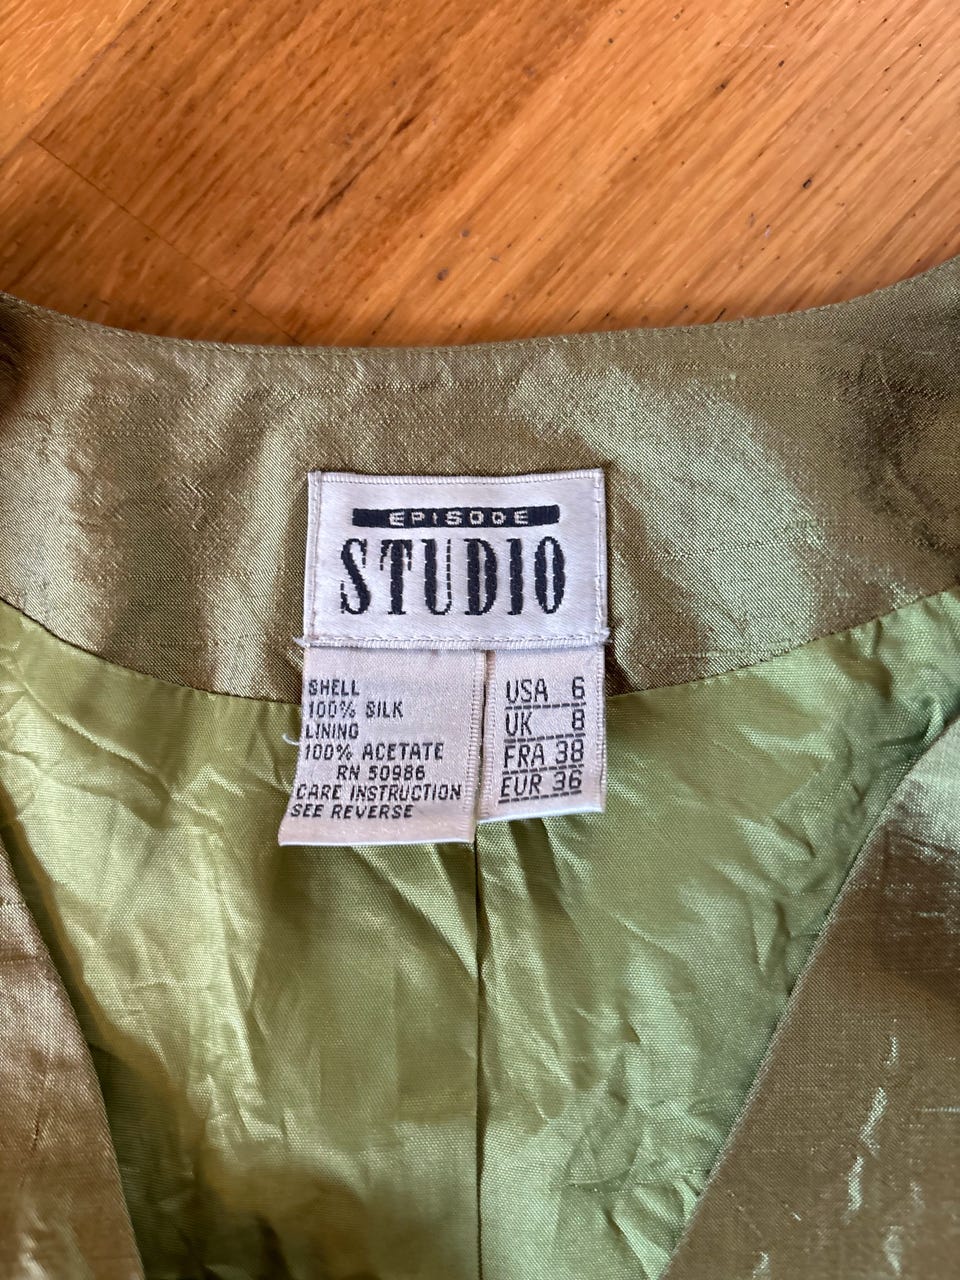 EPISODE
STUDIO
SHELL
100% SILK
LINING
100% ACETATE
RN 50986
CARE INSTRUCTION
SEE REVERSE
USA 6
UK 8
FRA 38
EUR 36